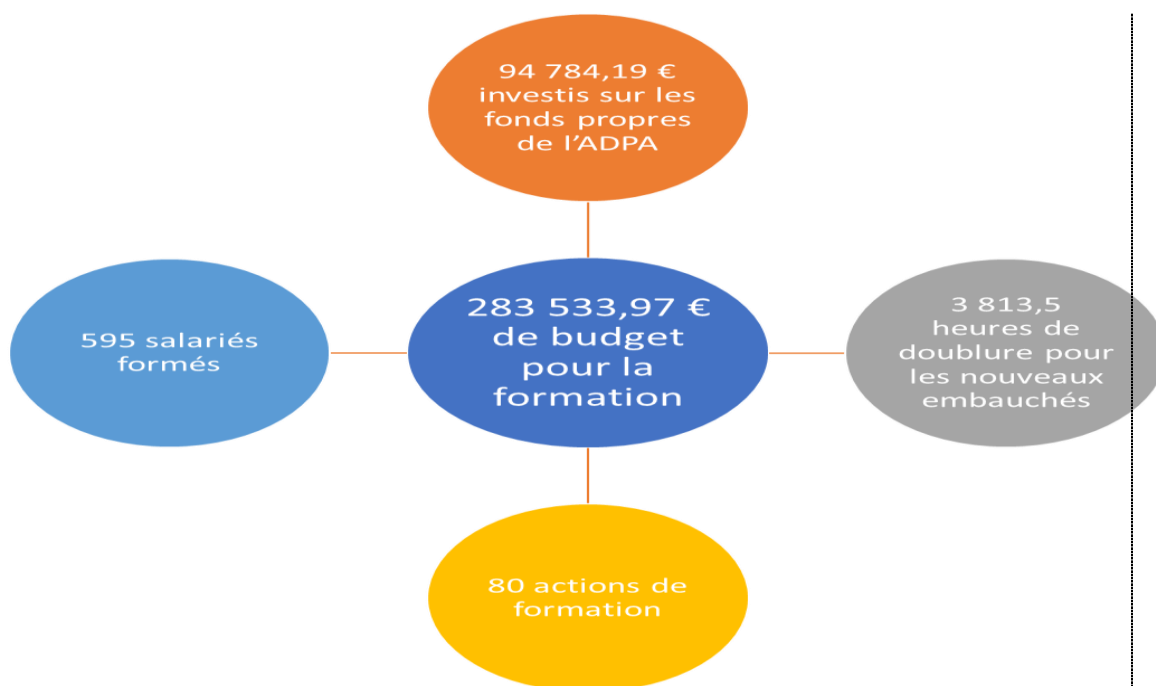 94 784,19 €
investis sur les
fonds propres
de l'ADPA
595 salariés
formés
283 533,97 €
de budget
pour la
formation
3 813,5
heures de
doublure pour
les nouveaux
embauchés
80 actions de
formation